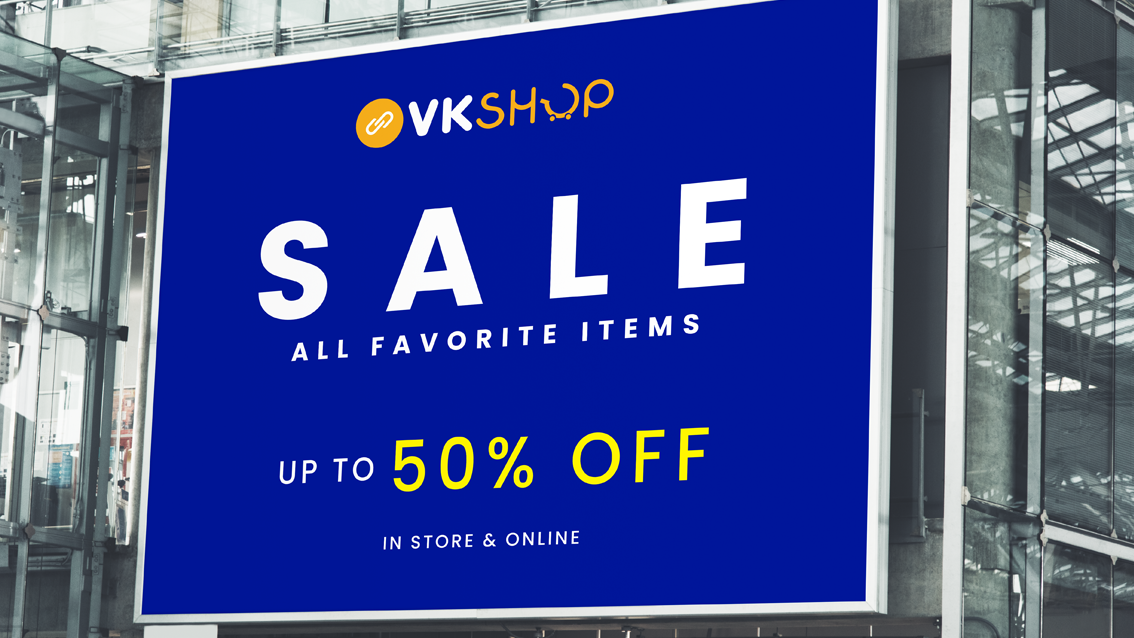 VKSHOP
SALE
ALL FAVORITE ITEMS
UP TO 50% OFF
IN STORE & ONLINE